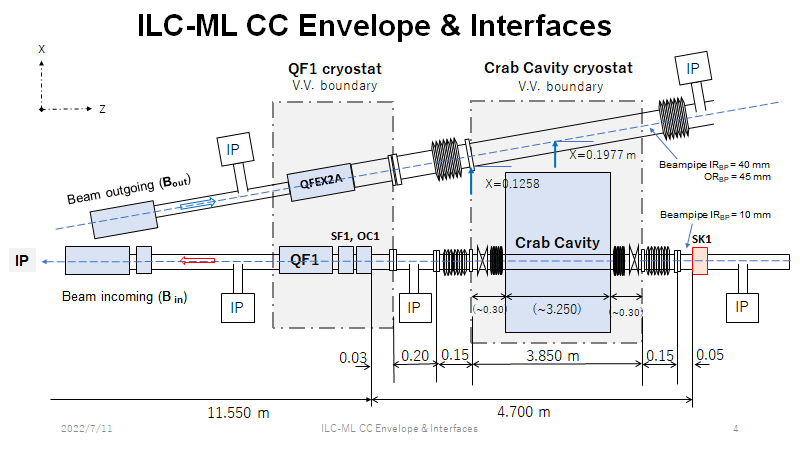 ILC-ML CC Envelope & Interfaces
X
Z
QF1 cryostat
V.V. boundary
Crab Cavity cryostat
V.V. boundary
IP
IP
Beam outgoing (Bout)
QFEX2A
X=0.1977 m
X=0.1258
Beampipe IRBP = 40 mm
ORBP = 45 mm
Beampipe IRBP = 10 mm
SF1, OC1
SK1
IP
QF1
Crab Cavity
Beam incoming (B in)
IP
IP
IP
(~0.30)
(~3.250)
(~0.30)
0.03
0.20
0.15
3.850 m
0.15
0.05
11.550 m
4.700 m
2022/7/11
ILC-ML CC Envelope & Interfaces
4